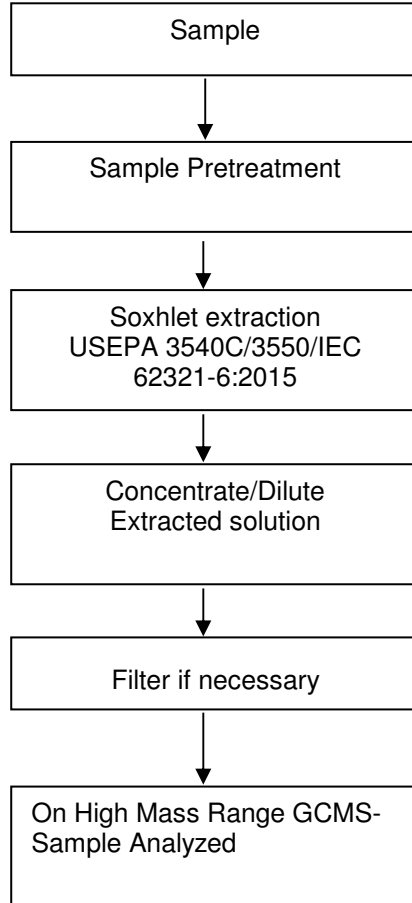 Sample
Sample Pretreatment
Soxhlet extraction
USEPA 3540C/3550/IEC
62321-6:2015
Concentrate/Dilute
Extracted solution
Filter if necessary
On High Mass Range GCMS-
Sample Analyzed